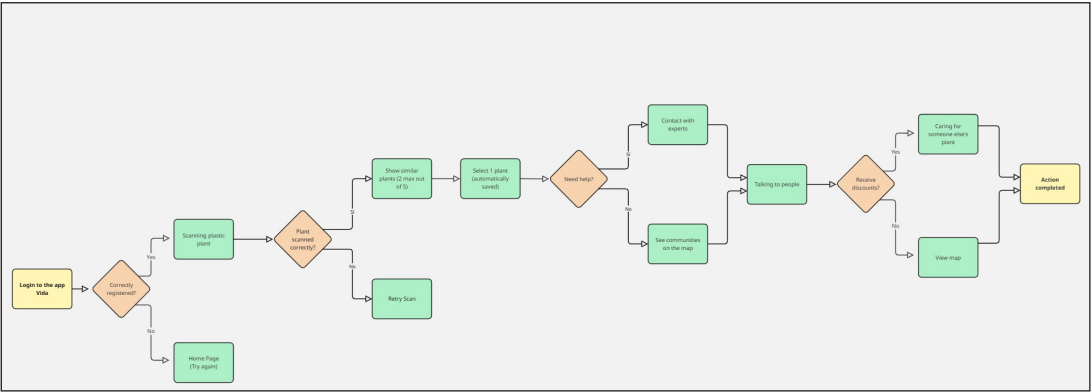 Login to the app
Vida
Correctly
registered?
Yes
No
Scanning plastic
plant
Home Page
(Try again)
Plant
scanned
correctly?
Sí
No
Show similar
plants (2 max out
of 5)
Retry Scan
Select 1 plant
(automatically
saved)
Need help?
Sí
No
Contact with
experts
See communities
on the map
Talking to people
Receive
discounts?
Yes
No
Caring for
someone else's
plant
View map
Action
completed